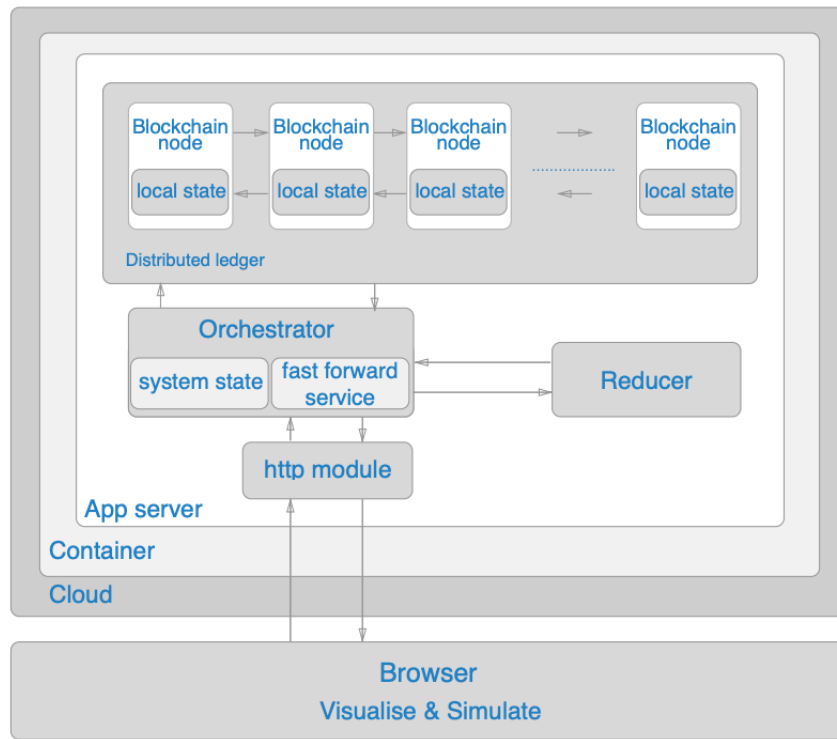 Blockchain
node
Blockchain
node
Blockchain
node
Blockchain
node
local state
local state
local state
local state
Distributed ledger
Orchestrator
system state
fast forward
service
Reducer
http module
App server
Container
Cloud
Browser
Visualise & Simulate